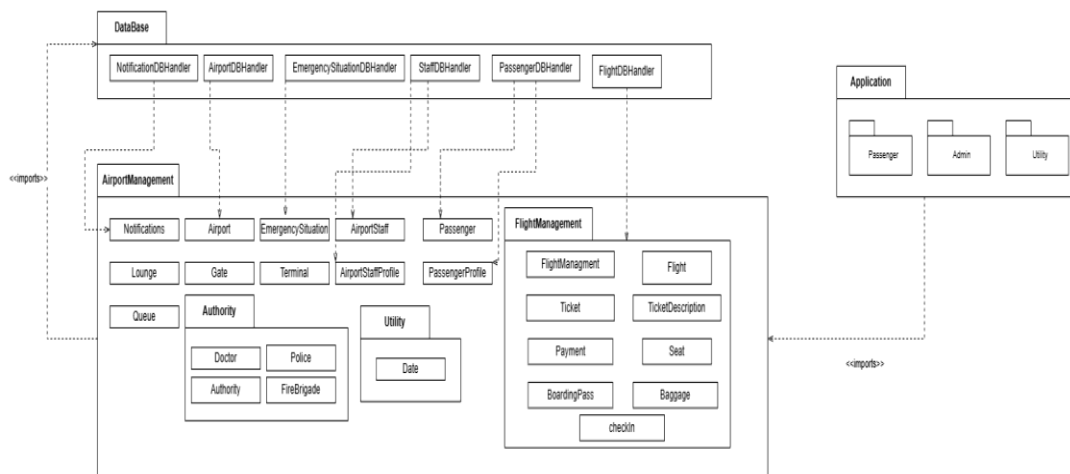 DataBase
NotificationDBHandler
AirportDBHandler
EmergencySituationDBHandler
StaffDBHandler
PassengerDBHandler
FlightDBHandler
Application
Passenger
Admin
Utility
<<imports>>
AirportManagement
Notifications
Airport
EmergencySituation
AirportStaff
Passenger
FlightManagement
Lounge
Gate
Terminal
AirportStaffProfile
PassengerProfile
FlightManagment
Flight
Queue
Authority
Utility
Ticket
TicketDescription
Doctor
Police
Date
Payment
Seat
<<imports>>
Authority
FireBrigade
BoardingPass
Baggage
checkIn